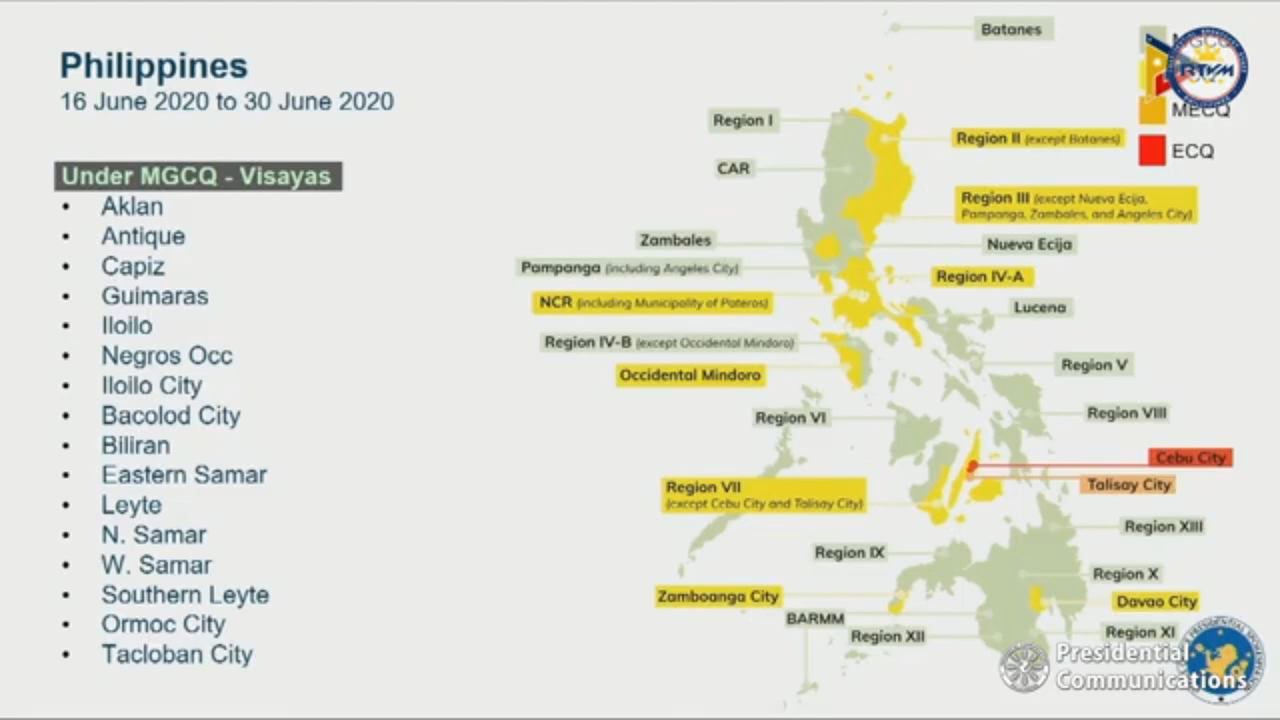 Philippines
16 June 2020 to 30 June 2020
Under MGCQ - Visayas
• Aklan
• Antique
• Capiz
• Guimaras
• Iloilo
• Negros Occ
• Iloilo City
• Bacolod City
• Biliran
• Eastern Samar
• Leyte
• N. Samar
• W. Samar
• Southern Leyte
• Ormoc City
• Tacloban City
Batanes
RTVM
MECQ
ECQ
Region I
Region II (except Batanes)
CAR
Region III (except Nueva Ecija,
Pampanga, Zambales, and Angeles City)
Zambales
Nueva Ecija
Pampanga (including Angeles City)
Region IV-A
NCR (including Municipality of Pateros)
Lucena
Region IV-B (except Occidental Mindoro)
Occidental Mindoro
Region V
Region VI
Region VIII
Cebu City
Talisay City
Region VII
(except Cebu City and Talisay City)
Region XIII
Region IX
Region X
Zamboanga City
Davao City
BARMM
Region XII
Region XI
Presidential
Communications